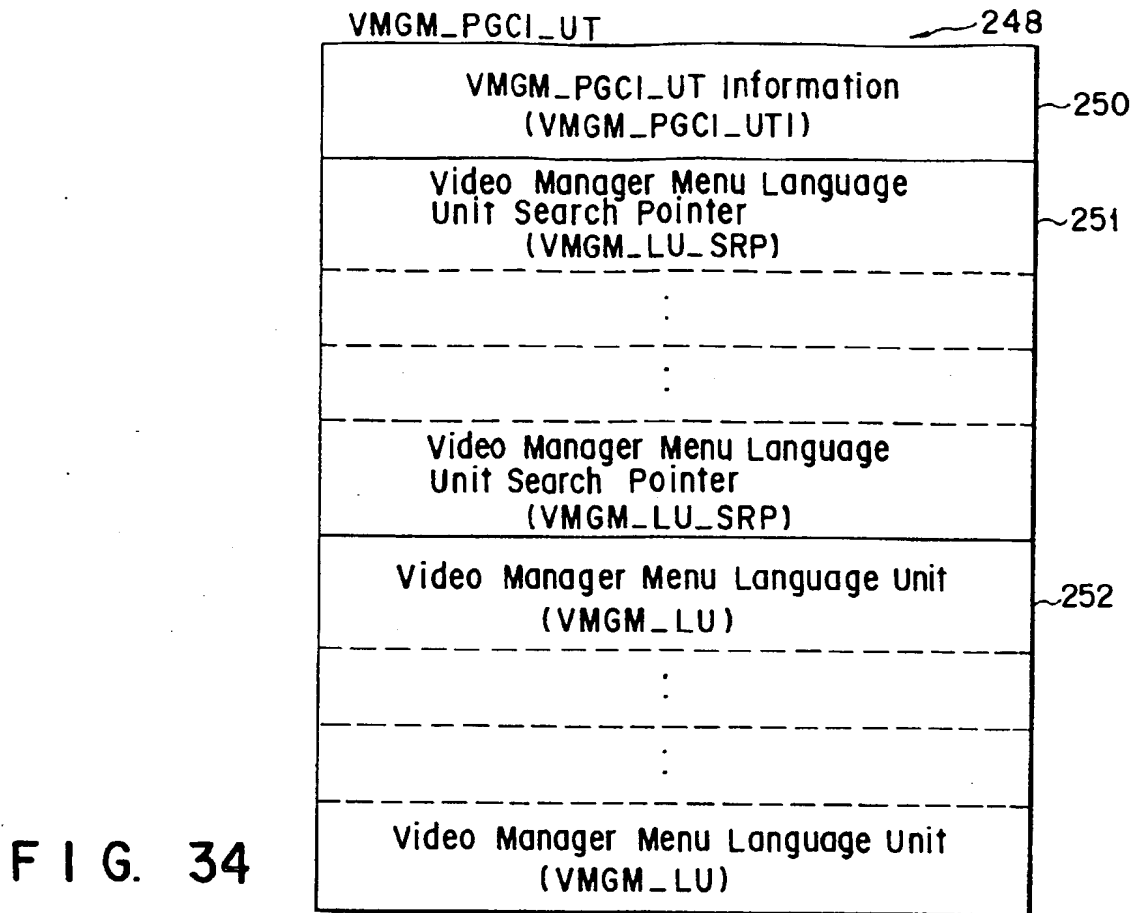 VMGM_PGCI_UT
248
VMGM_PGCI_UT Information
(VMGM_PGCI_UTI)
250
Video Manager Menu Language
Unit Search Pointer
(VMGM_LU_SRP)
251
Video Manager Menu Language
Unit Search Pointer
(VMGM_LU_SRP)
Video Manager Menu Language Unit
(VMGM_LU)
252
Video Manager Menu Language Unit
(VMGM_LU)
FIG. 34